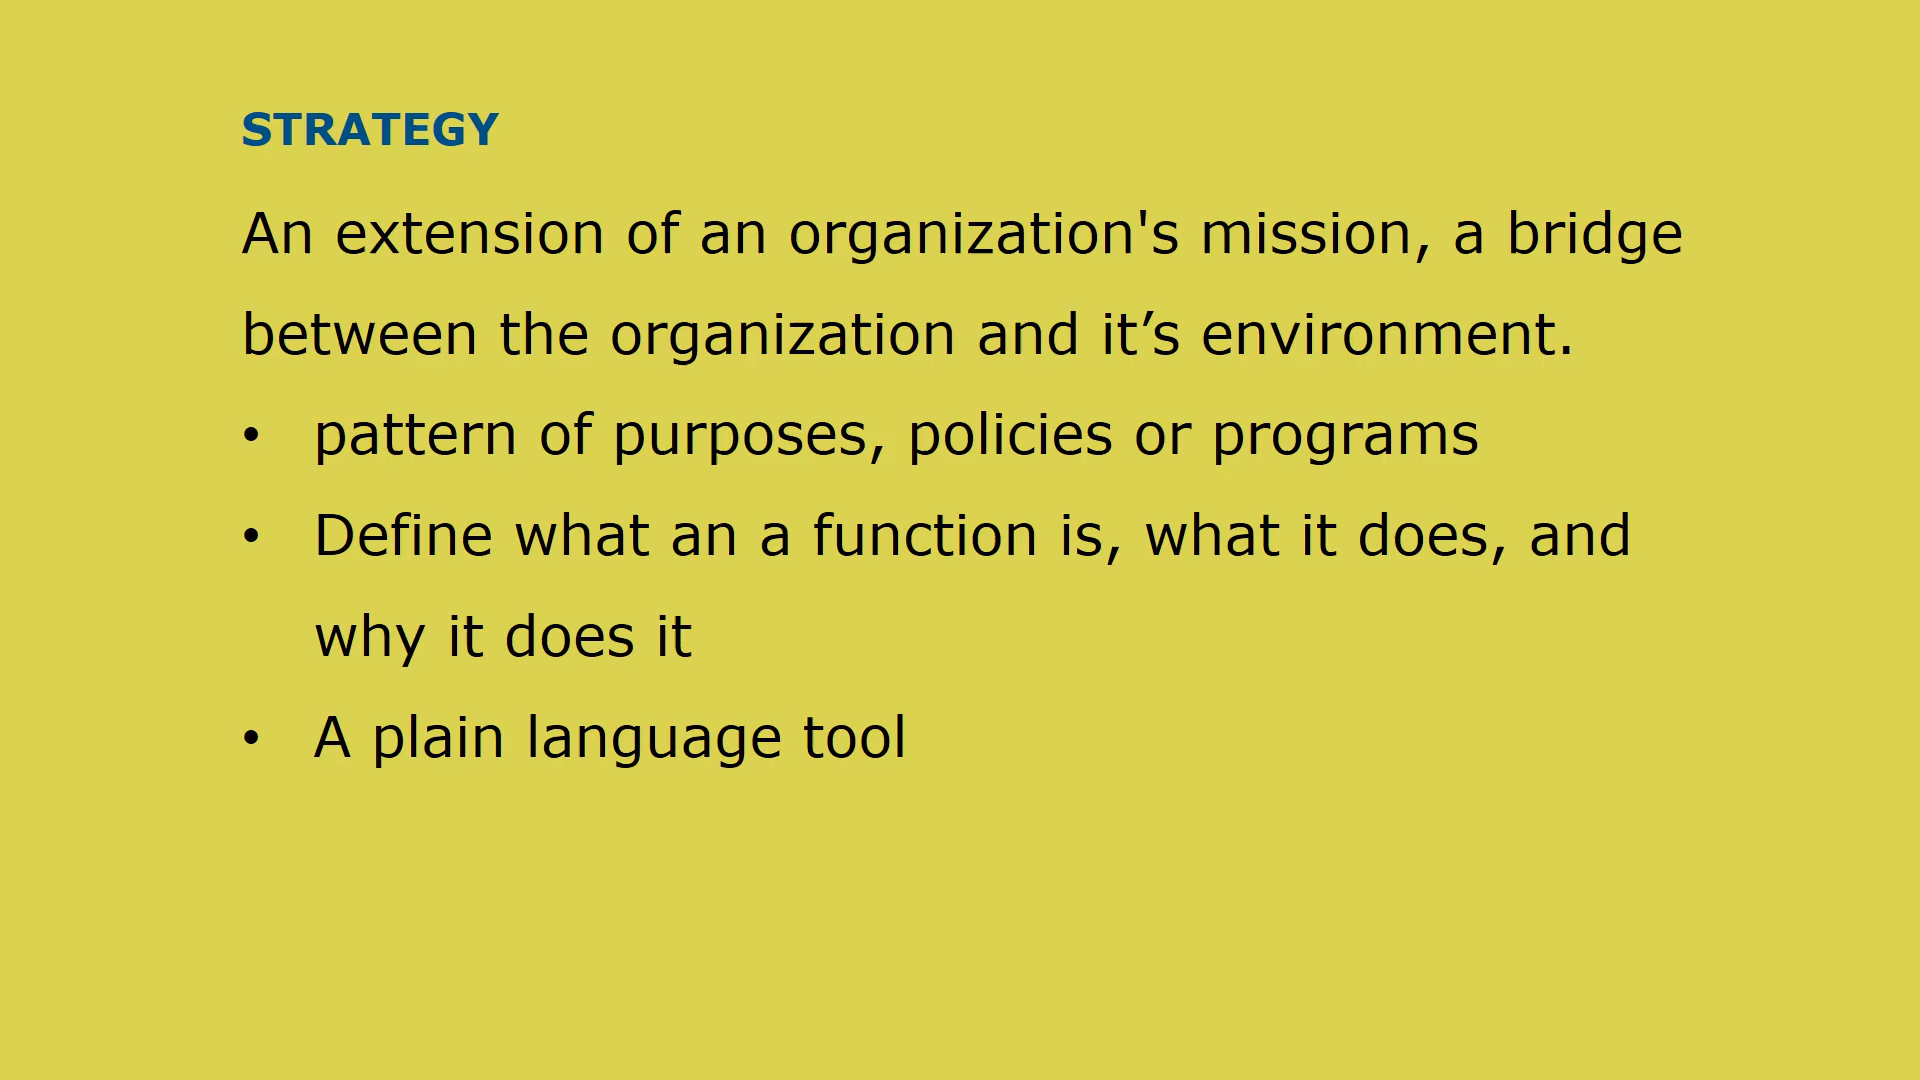 STRATEGY
An extension of an organization's mission, a bridge
between the organization and it’s environment.
• pattern of purposes, policies or programs
• Define what an a function is, what it does, and
why it does it
• A plain language tool